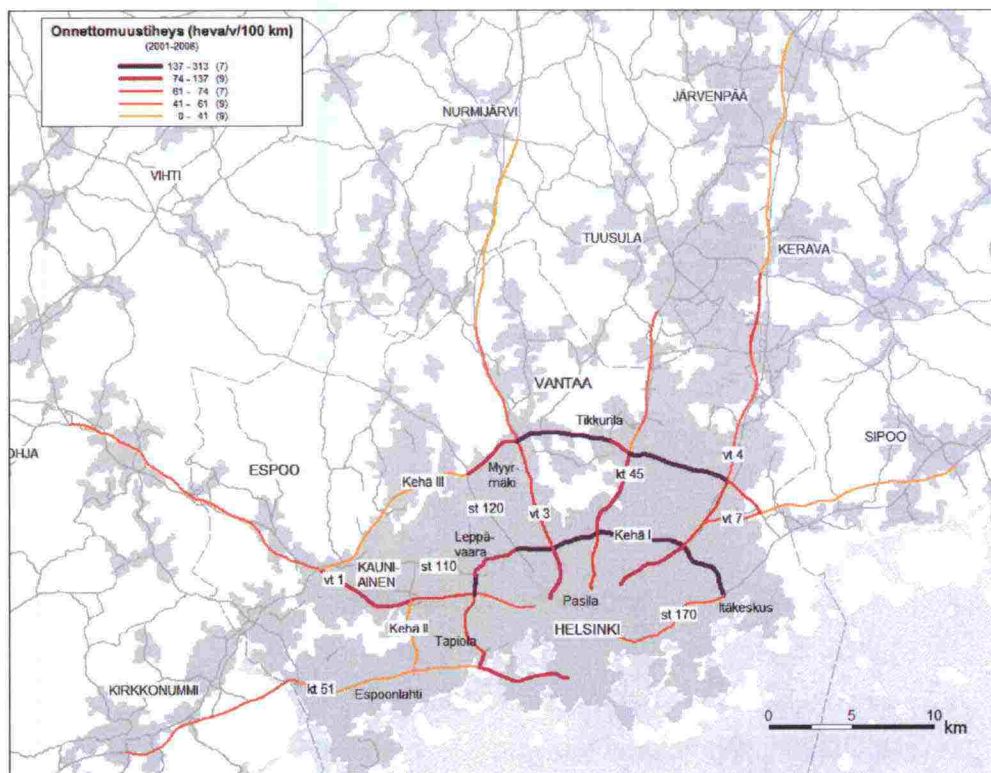 Onnettomuustiheys (heva/v/100 km)
(2001-2006)
137 - 313 (7)
74 - 137 (9)
61 - 74 (7)
41 - 61 (9)
0 - 41 (9)
JÄRVENPÄÄ
NURMIJÄRVI
VIHTI
TUUSULA
KERAVA
VANTAA
Tikkurila
SIPOO
OHJA
ESPOO
Kehä III
Myyr-
mäki
kt 45
vt 4
st 120
vt 3
vt 7
Leppä-
vaara
Kehä I
KAUNI-
AINEN
st 110
vt 1
Pasila
Itäkeskus
st 170
Kehä II
HELSINKI
Tapiola
KIRKKONUMMI
kt 51
Espoonlahti
0 5 10
km